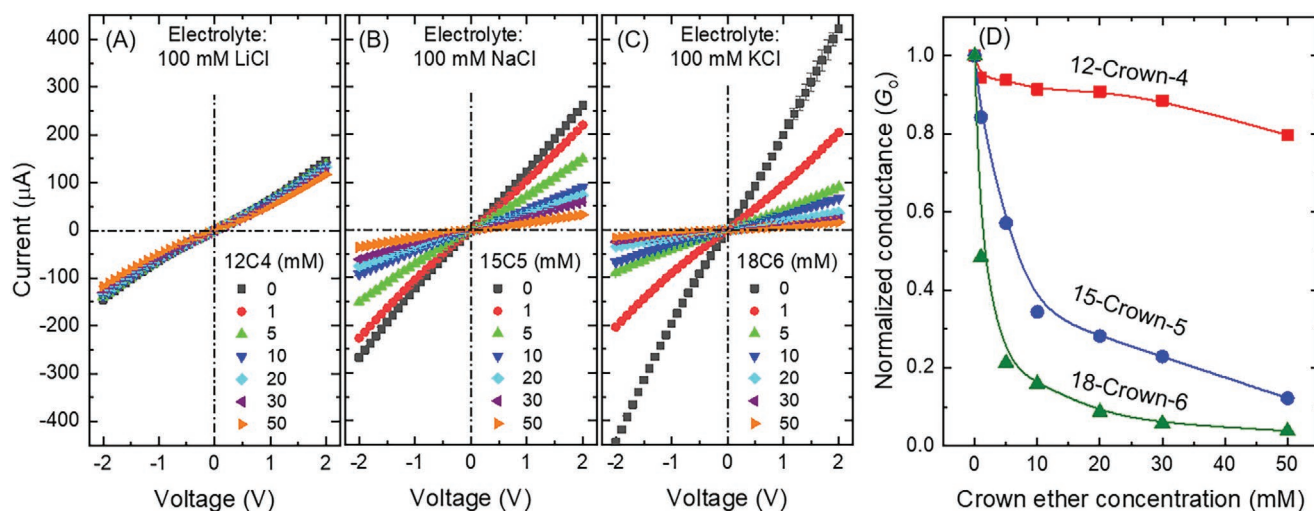 (A) Electrolyte:
100 mM LiCl
400
300
200
100
0
-100
-200
-300
-400
Current (µA)
12C4 (mM)
0
1
5
10
20
30
50
-2 -1 0 1 2
Voltage (V)
(B) Electrolyte:
100 mM NaCl
15C5 (mM)
0
1
5
10
20
30
50
-2 -1 0 1 2
Voltage (V)
(C) Electrolyte:
100 mM KCl
18C6 (mM)
0
1
5
10
20
30
50
-2 -1 0 1 2
Voltage (V)
(D)
1.0
0.8
0.6
0.4
0.2
0.0
Normalized conductance (Go)
12-Crown-4
15-Crown-5
18-Crown-6
0 10 20 30 40 50
Crown ether concentration (mM)